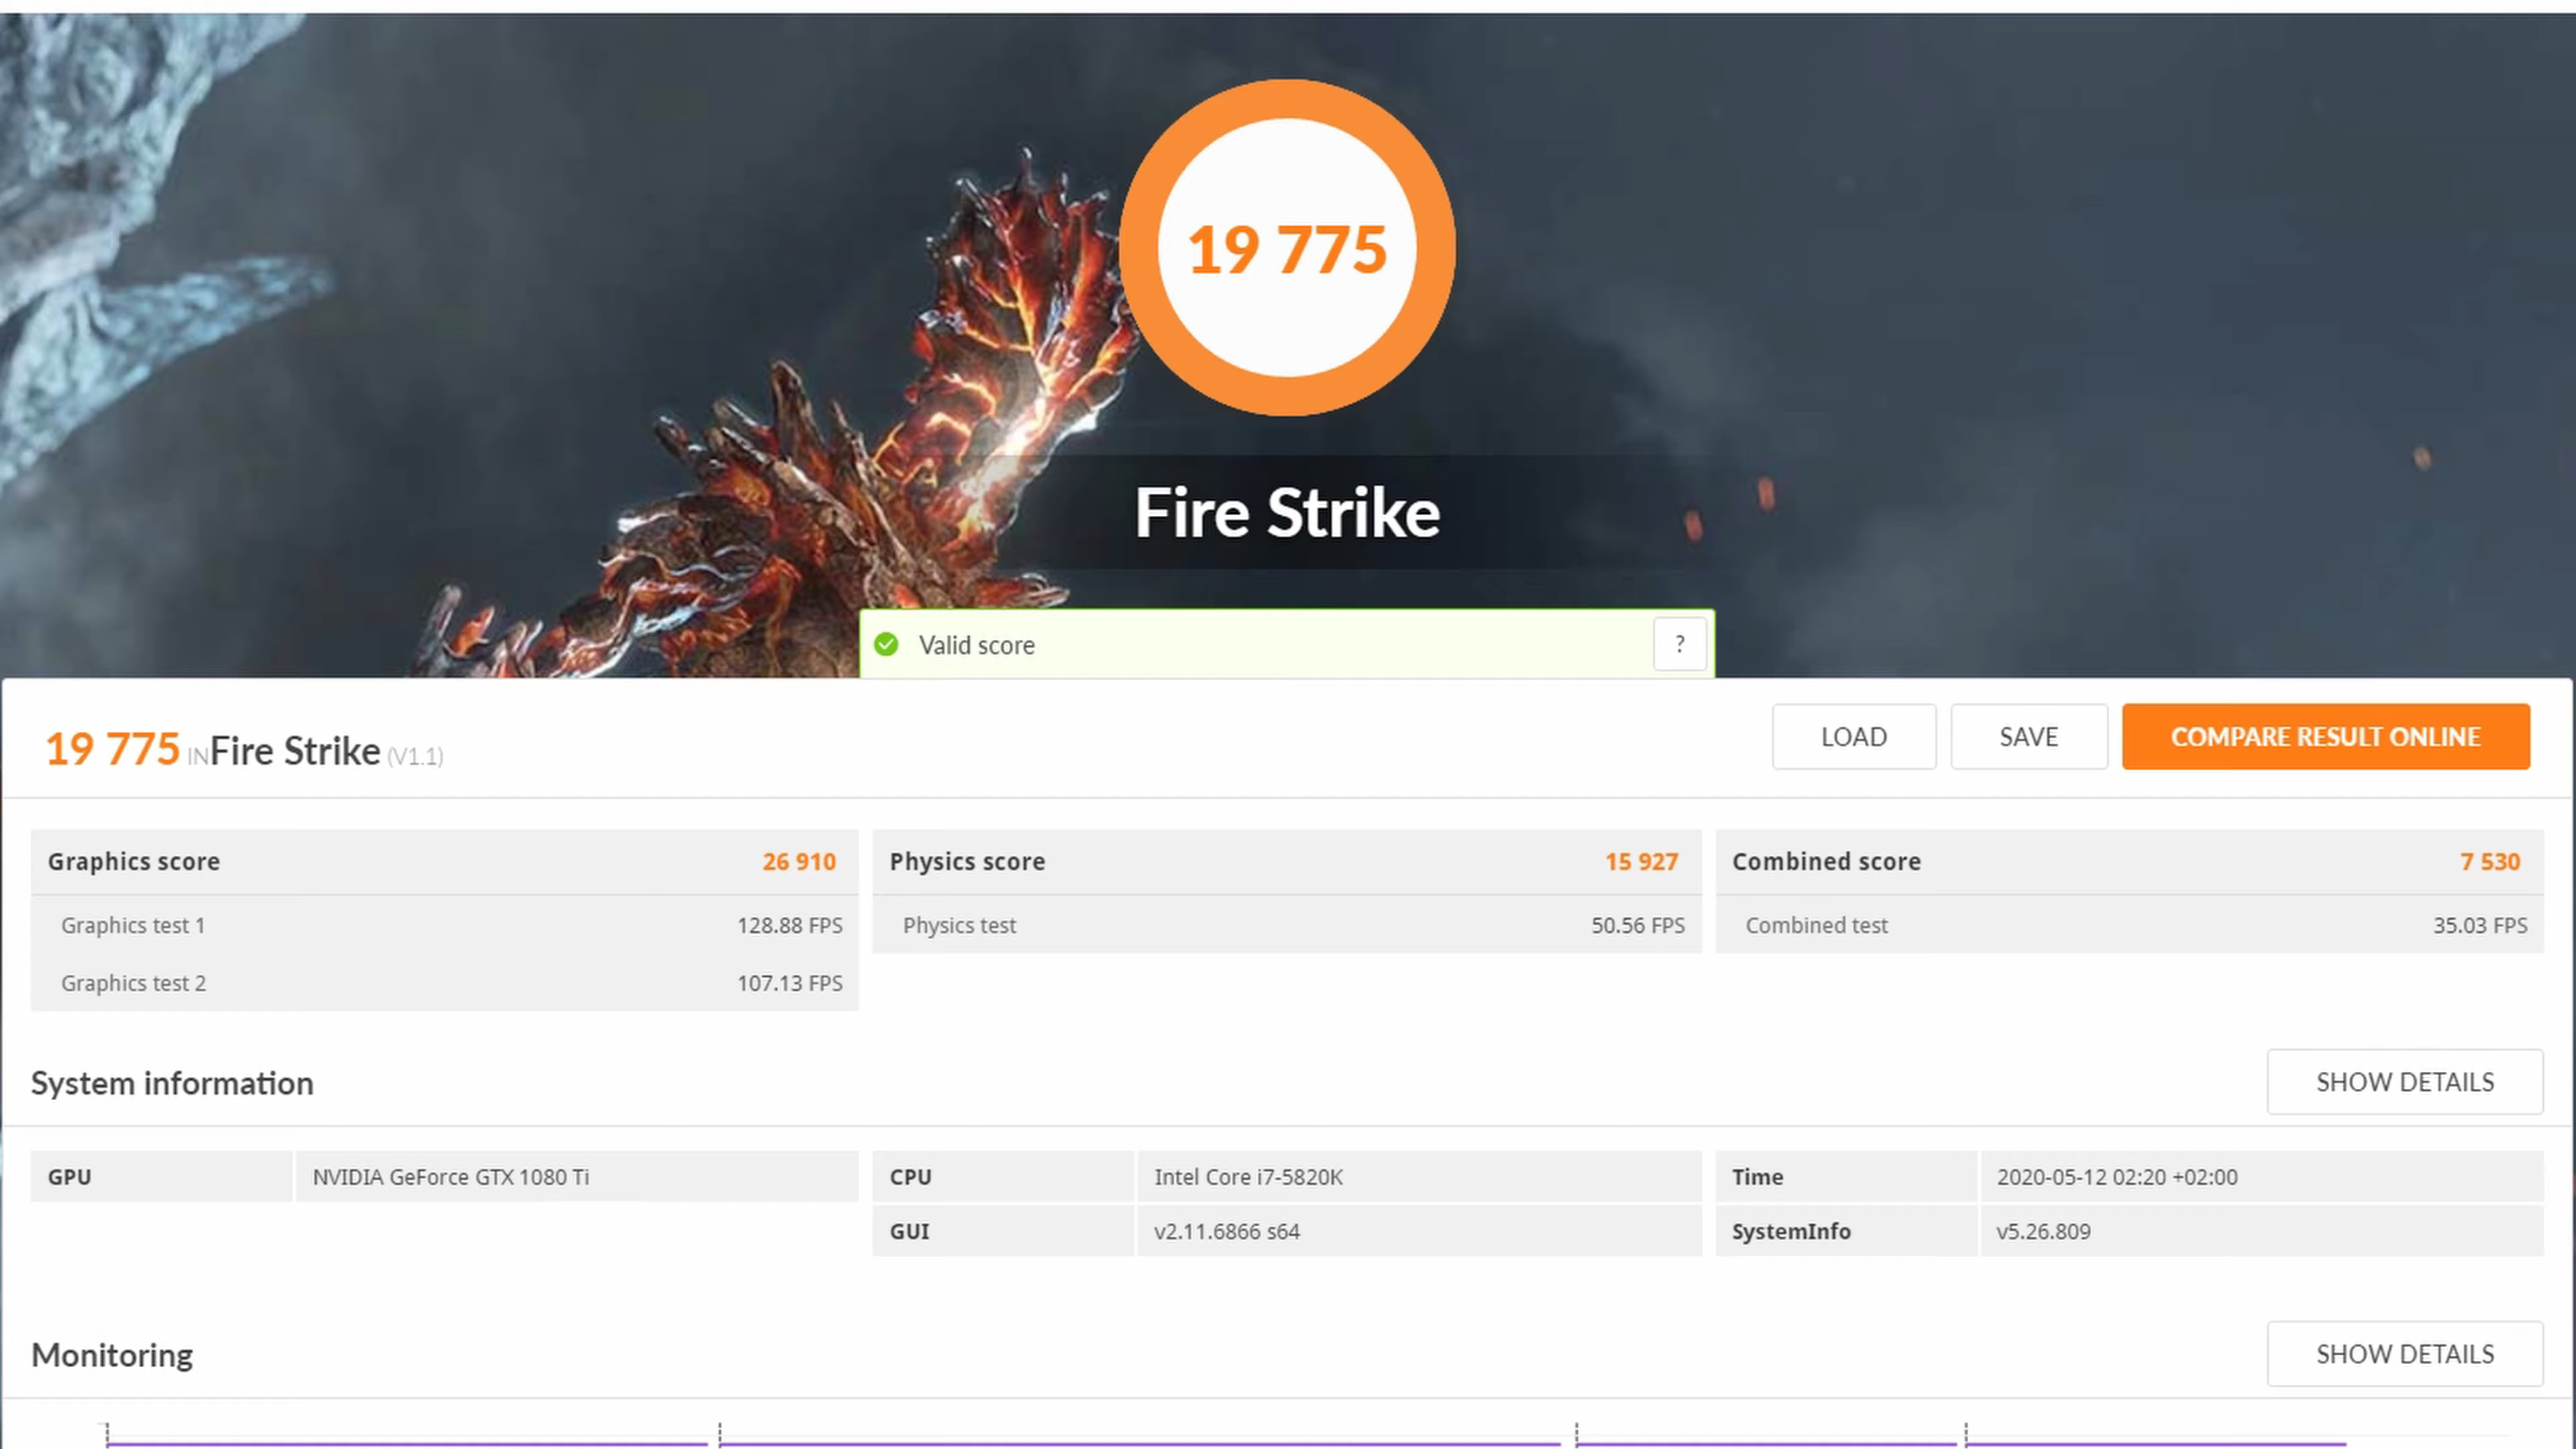 19 775
Fire Strike
Valid score ?
19 775 INFire Strike (V1.1) LOAD SAVE COMPARE RESULT ONLINE
Graphics score 26 910 Physics score 15 927 Combined score 7 530
Graphics test 1 128.88 FPS Physics test 50.56 FPS Combined test 35.03 FPS
Graphics test 2 107.13 FPS
System information SHOW DETAILS
GPU NVIDIA GeForce GTX 1080 Ti CPU Intel Core i7-5820K Time 2020-05-12 02:20 +02:00
GUI v2.11.6866 s64 SystemInfo v5.26.809
Monitoring SHOW DETAILS